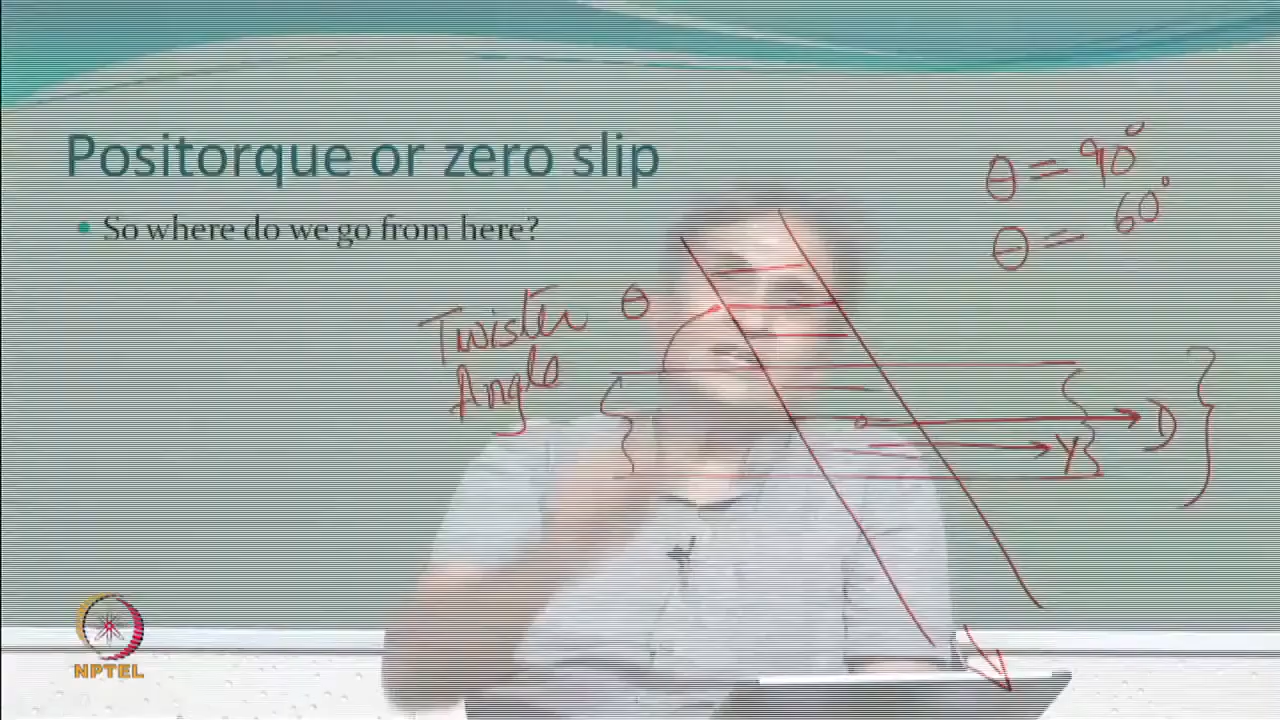 Positorque or zero slip
So where do we go from here?
θ = 90°
θ = 60°
Twister θ
Angle
D
Y
NPTEL